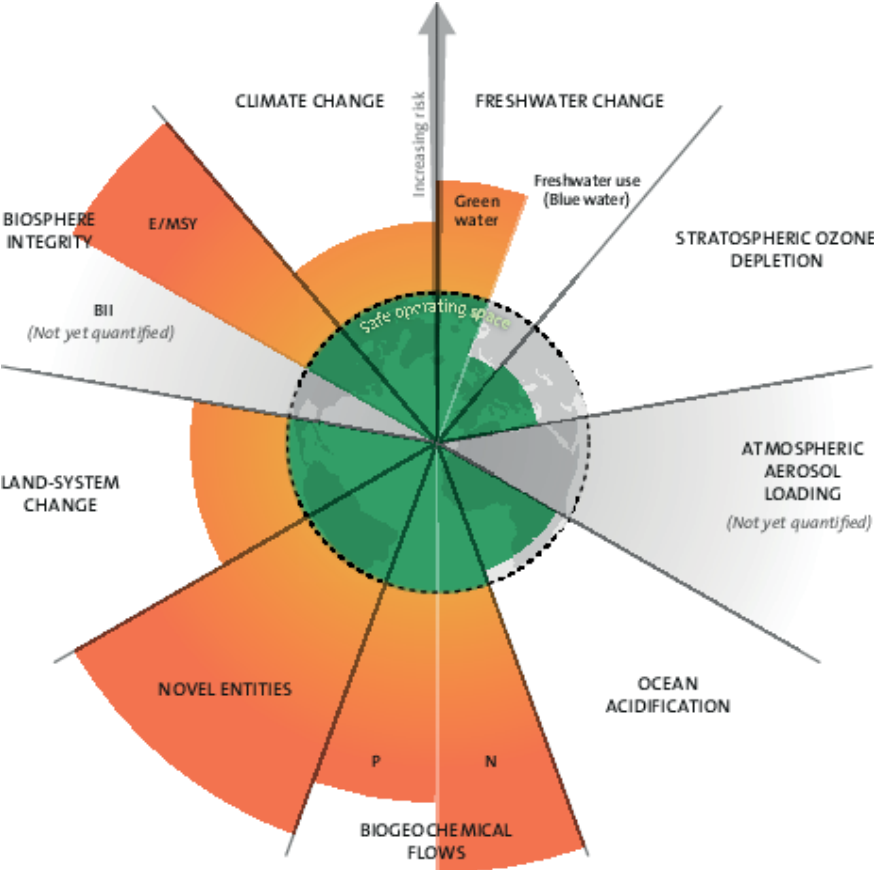 CLIMATE CHANGE
Increasing risk
FRESHWATER CHANGE
Green
water
Freshwater use
(Blue water)
STRATOSPHERIC OZONE
DEPLETION
BIOSPHERE
INTEGRITY
E/MSY
BII
(Not yet quantified)
Safe operating space
ATMOSPHERIC
AEROSOL
LOADING
(Not yet quantified)
LAND-SYSTEM
CHANGE
NOVEL ENTITIES
OCEAN
ACIDIFICATION
P
N
BIOGEOCHEMICAL
FLOWS